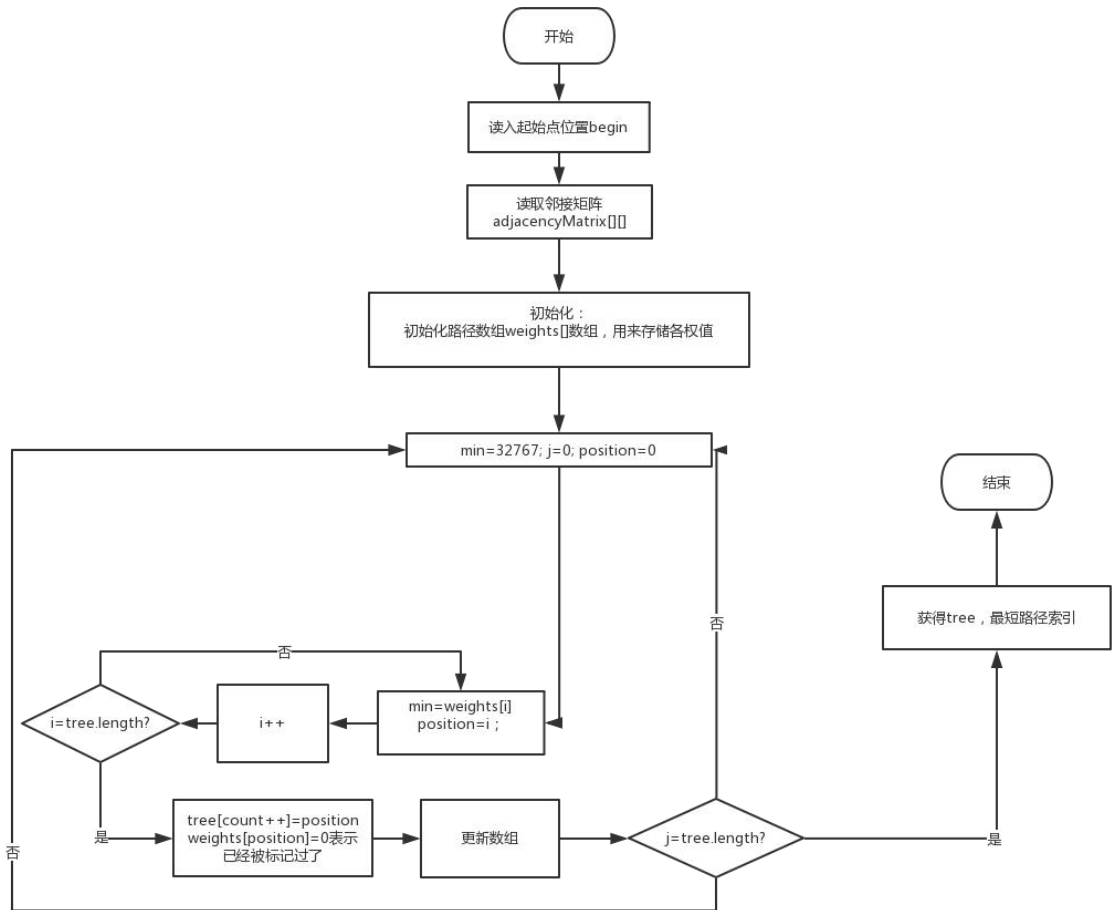 开始
读入起始点位置begin
读取邻接矩阵
adjacencyMatrix[][]
初始化：
初始化路径数组weights[]数组，用来存储各权值
min=32767; j=0; position=0
结束
获得tree，最短路径索引
否
否
i=tree.length?
i++
min=weights[i]
position=i；
是
tree[count++]=position
weights[position]=0表示
已经被标记过了
更新数组
j=tree.length?
是
否